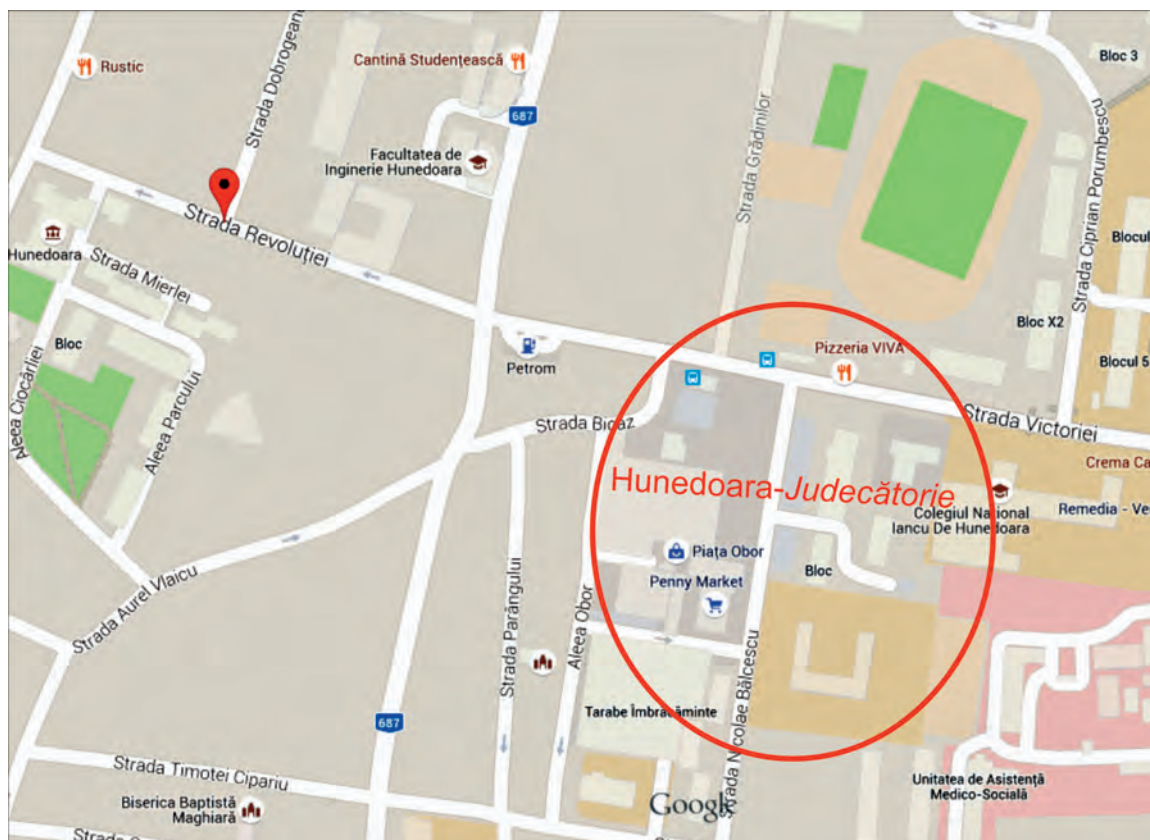 Rustic
Strada Dobrogeanu
Cantină Studențească
687
Facultatea de
Inginerie Hunedoara
Strada Grădinilor
Bloc 3
Strada Ciprian Porumbescu
Strada Revoluției
Hunedoara
Strada Mierlei
Bloc
Aleea Ciocârliei
Aleea Parcului
Petrom
Pizzeria VIVA
Bloc X2
Blocul
Blocul 5
Strada Bicaz
Strada Victoriei
Crema Ca
Hunedoara-Judecătorie
Colegiul Național
Iancu De Hunedoara
Remedia - Ve
Piața Obor
Penny Market
Bloc
Strada Aurel Vlaicu
Strada Parângului
Aleea Obor
Strada Nicolae Bălcescu
Tarabe Îmbrăcăminte
687
Strada Timotei Cipariu
Biserica Baptistă
Maghiară
Unitatea de Asistență
Medico-Socială
Google